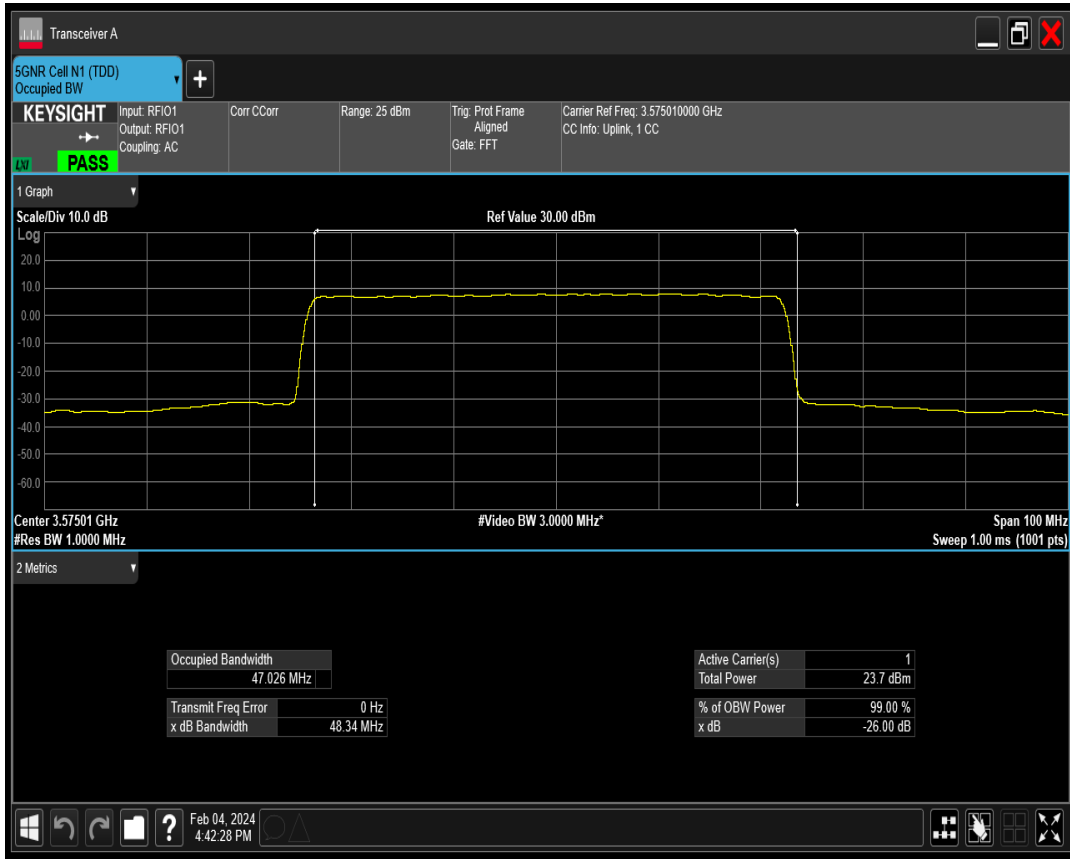 Transceiver A
5GNR Cell N1 (TDD)
Occupied BW
+
KEYSIGHT
LXI
PASS
Input: RFIO1
Output: RFIO1
Coupling: AC
Corr CCorr
Range: 25 dBm
Trig: Prot Frame
Aligned
Gate: FFT
Carrier Ref Freq: 3.575010000 GHz
CC Info: Uplink, 1 CC
1 Graph
Scale/Div 10.0 dB
Ref Value 30.00 dBm
Log
20.0
10.0
0.00
-10.0
-20.0
-30.0
-40.0
-50.0
-60.0
Center 3.57501 GHz
#Video BW 3.0000 MHz*
Span 100 MHz
#Res BW 1.0000 MHz
Sweep 1.00 ms (1001 pts)
2 Metrics
Occupied Bandwidth
47.026 MHz
Transmit Freq Error 0 Hz
x dB Bandwidth 48.34 MHz
Active Carrier(s) 1
Total Power 23.7 dBm
% of OBW Power 99.00 %
x dB -26.00 dB
?
Feb 04, 2024
4:42:28 PM